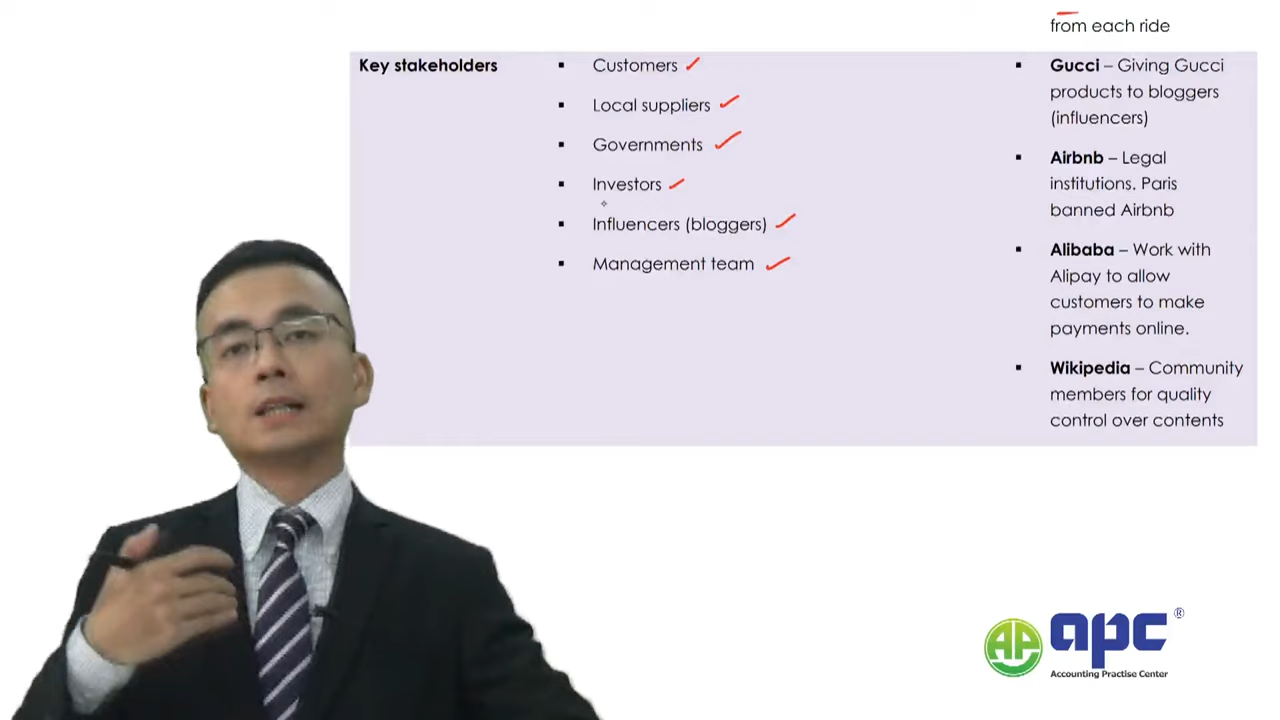 from each ride
Key stakeholders
▪ Customers
▪ Local suppliers
▪ Governments
▪ Investors
▪ Influencers (bloggers)
▪ Management team
▪ Gucci – Giving Gucci
products to bloggers
(influencers)
▪ Airbnb – Legal
institutions. Paris
banned Airbnb
▪ Alibaba – Work with
Alipay to allow
customers to make
payments online.
▪ Wikipedia – Community
members for quality
control over contents
AP apc ®
Accounting Practise Center